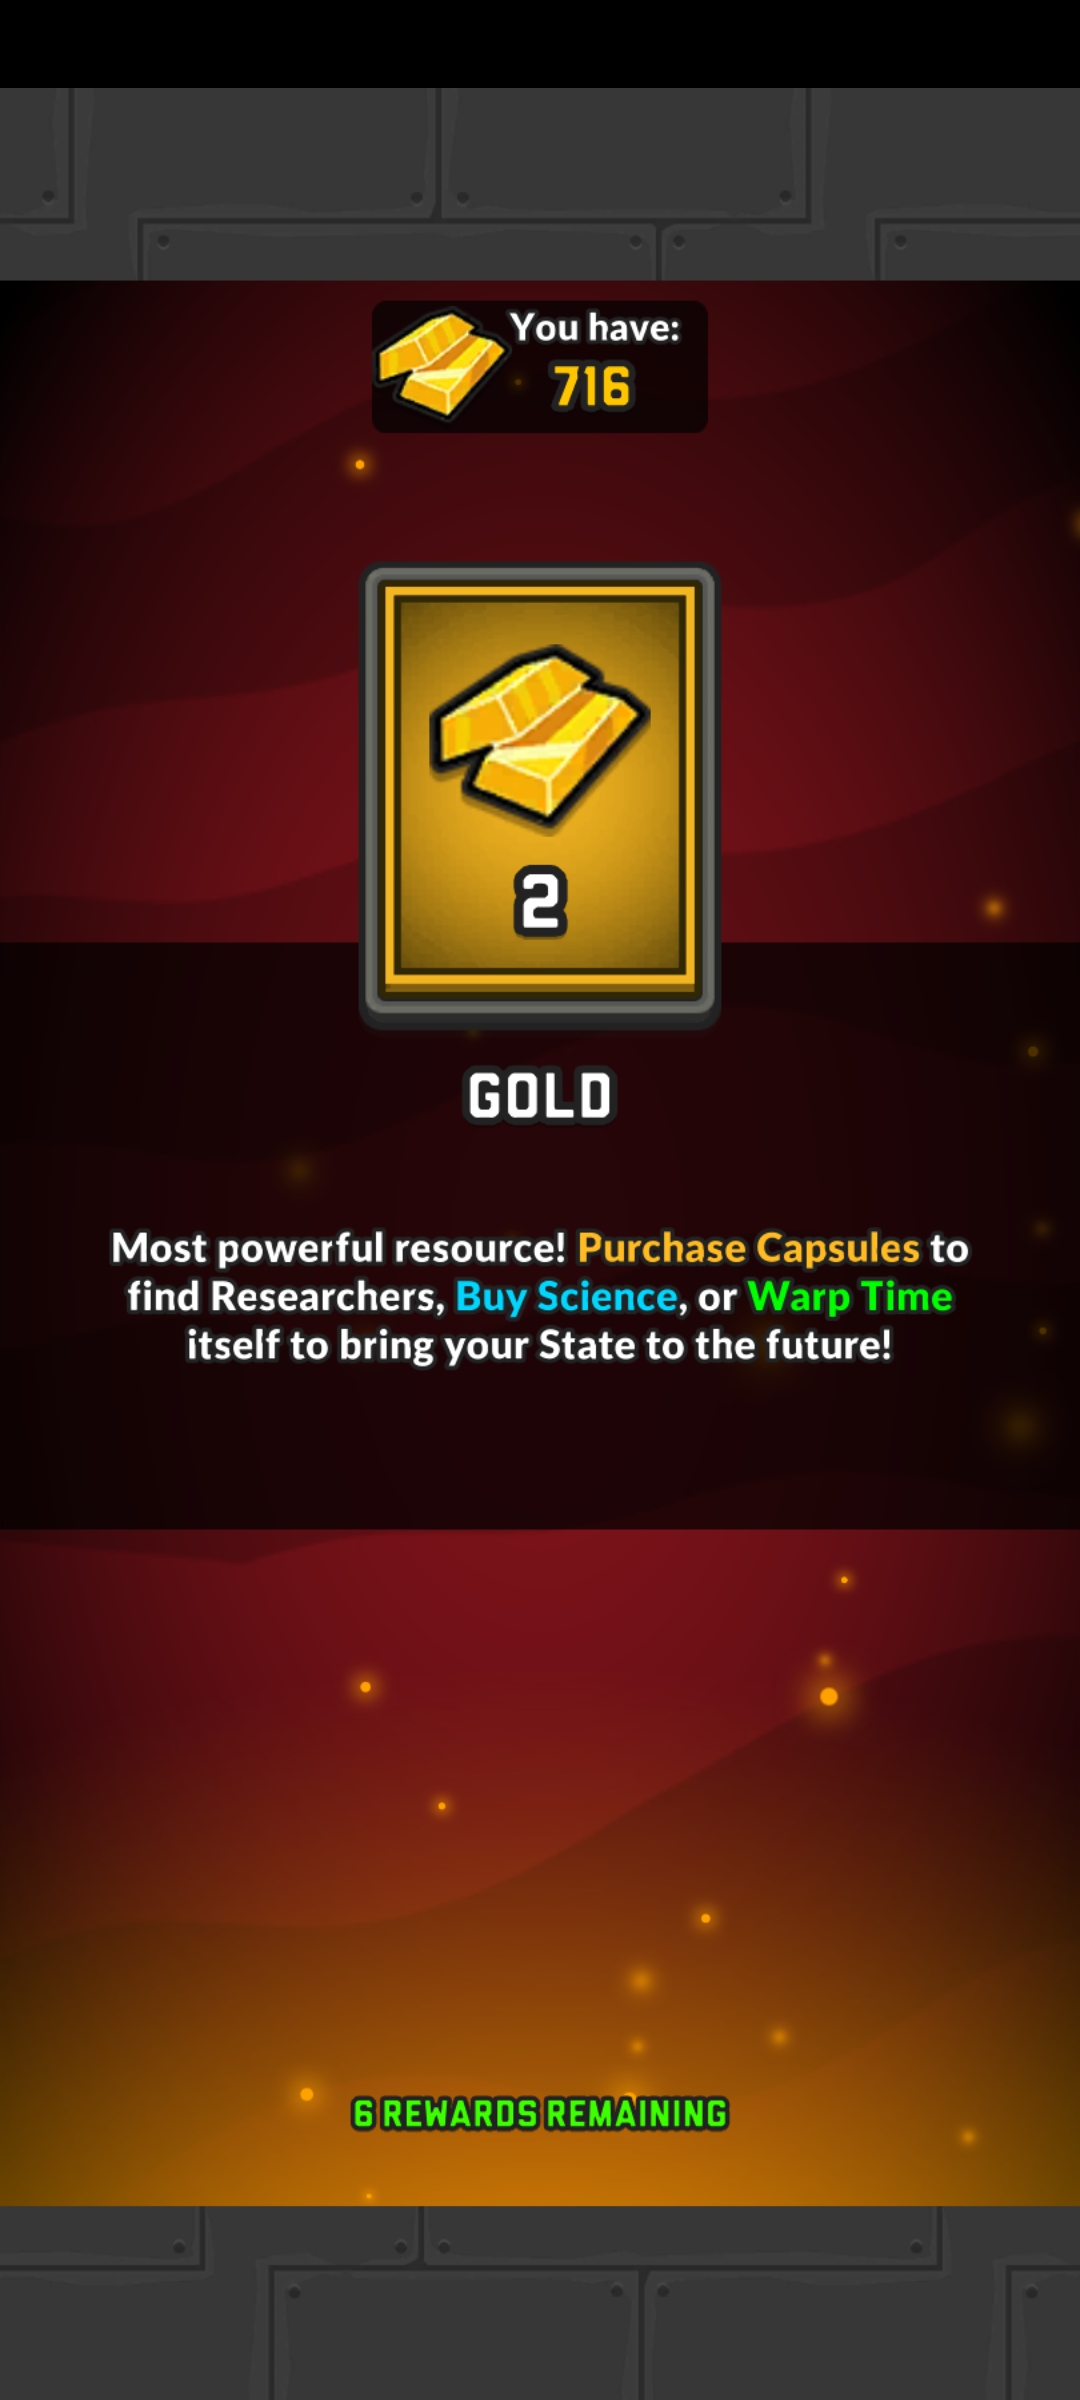 You have:
716
2
GOLD
Most powerful resource! Purchase Capsules to
find Researchers, Buy Science, or Warp Time
itself to bring your State to the future!
6 REWARDS REMAINING